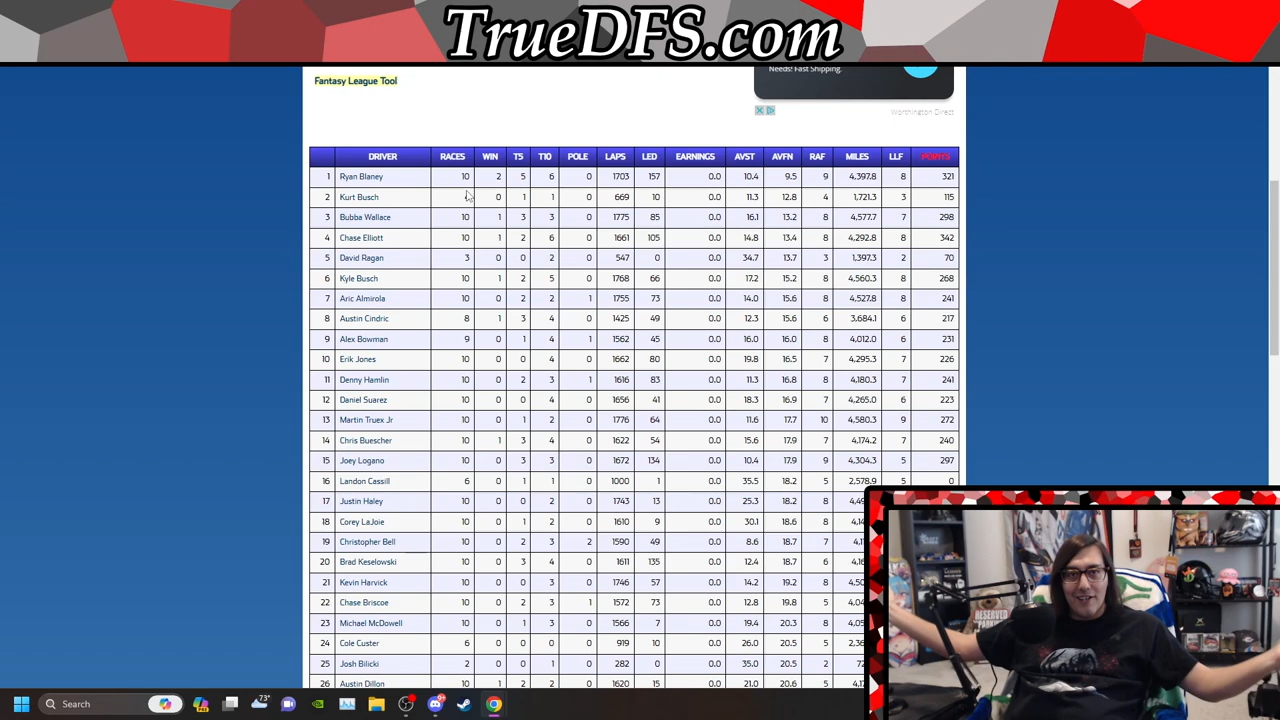 TrueDFS.com
Needs! Fast Shipping.
Fantasy League Tool
Worthington Direct
DRIVER RACES WIN T5 T10 POLE LAPS LED EARNINGS AVST AVFN RAF MILES LLF POINTS
1 Ryan Blaney 10 2 5 6 0 1703 157 0.0 10.4 9.5 9 4,397.8 8 321
2 Kurt Busch 0 1 1 0 669 10 0.0 11.3 12.8 4 1,721.3 3 115
3 Bubba Wallace 10 1 3 3 0 1775 85 0.0 16.1 13.2 8 4,577.7 7 298
4 Chase Elliott 10 1 2 6 0 1661 105 0.0 14.8 13.4 8 4,292.8 8 342
5 David Ragan 3 0 0 2 0 547 0 0.0 34.7 13.7 3 1,397.3 2 70
6 Kyle Busch 10 1 2 5 0 1768 66 0.0 17.2 15.2 8 4,560.3 8 268
7 Aric Almirola 10 0 2 2 1 1755 73 0.0 14.0 15.6 8 4,527.8 8 241
8 Austin Cindric 8 1 3 4 0 1425 49 0.0 12.3 15.6 6 3,684.1 6 217
9 Alex Bowman 9 0 1 4 1 1562 45 0.0 16.0 16.0 8 4,012.0 6 231
10 Erik Jones 10 0 0 4 0 1662 80 0.0 19.8 16.5 7 4,295.3 7 226
11 Denny Hamlin 10 0 2 3 1 1616 83 0.0 11.3 16.8 8 4,180.3 7 241
12 Daniel Suarez 10 0 0 4 0 1656 41 0.0 18.3 16.9 7 4,265.0 6 223
13 Martin Truex Jr 10 0 1 2 0 1776 64 0.0 11.6 17.7 10 4,580.3 9 272
14 Chris Buescher 10 1 3 4 0 1622 54 0.0 15.6 17.9 7 4,174.2 7 240
15 Joey Logano 10 0 3 3 0 1672 134 0.0 10.4 17.9 9 4,304.3 5 297
16 Landon Cassill 6 0 1 1 0 1000 1 0.0 35.5 18.2 5 2,578.9 5 0
17 Justin Haley 10 0 0 2 0 1743 13 0.0 25.3 18.2 8
18 Corey LaJoie 10 0 1 2 0 1610 9 0.0 30.1 18.6 8
19 Christopher Bell 10 0 2 3 2 1590 49 0.0 8.6 18.7 7
20 Brad Keselowski 10 0 3 4 0 1611 135 0.0 12.4 18.7 6
21 Kevin Harvick 10 0 0 3 0 1746 57 0.0 14.2 19.2 8
22 Chase Briscoe 10 0 2 3 1 1572 73 0.0 12.8 19.8 5
23 Michael McDowell 10 0 1 3 0 1566 7 0.0 19.4 20.3 8
24 Cole Custer 6 0 0 0 0 919 10 0.0 26.0 20.5 5
25 Josh Bilicki 2 0 0 1 0 282 0 0.0 35.0 20.5 2
26 Austin Dillon 10 1 2 2 0 1620 15 0.0 21.0 20.6 5
RESERVED
PARKING
Search
73°